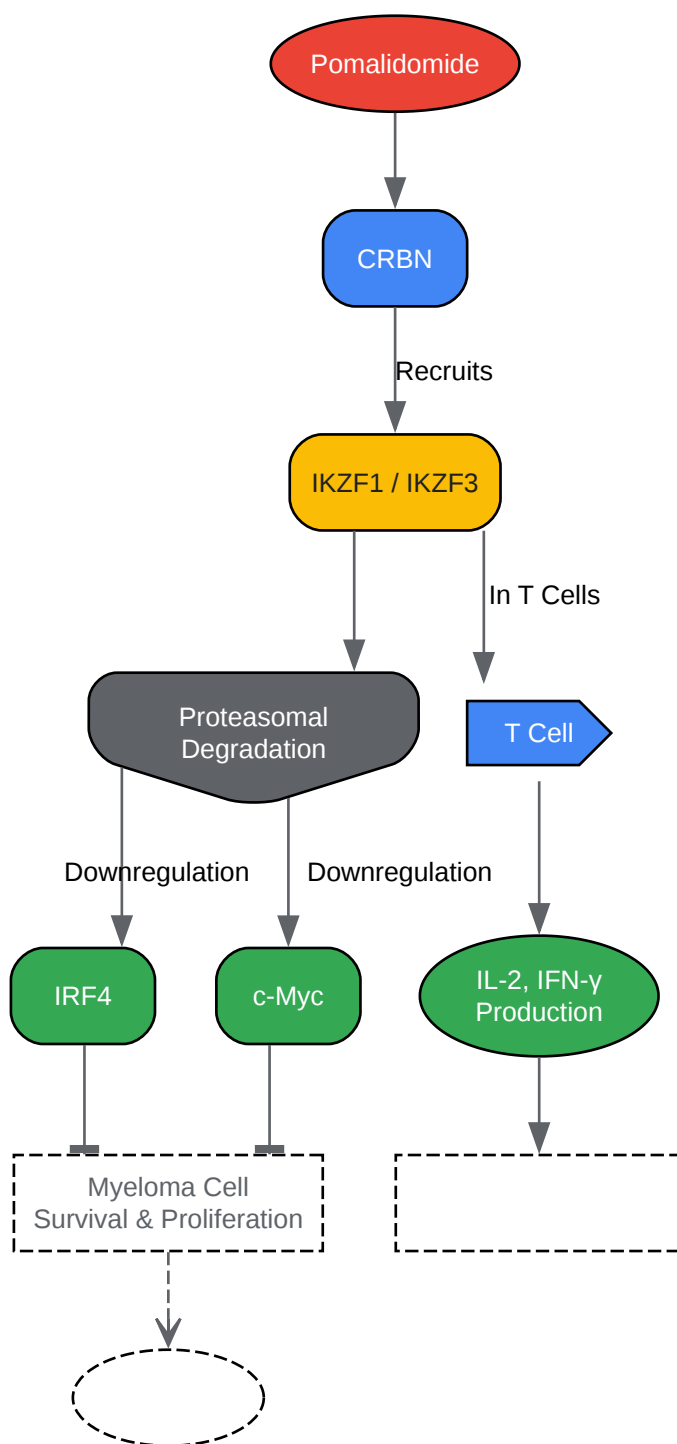 Pomalidomide
CRBN
Recruits
IKZF1 / IKZF3
In T Cells
Proteasomal
Degradation
T Cell
Downregulation
Downregulation
IRF4
c-Myc
IL-2, IFN-γ
Production
Myeloma Cell
Survival & Proliferation